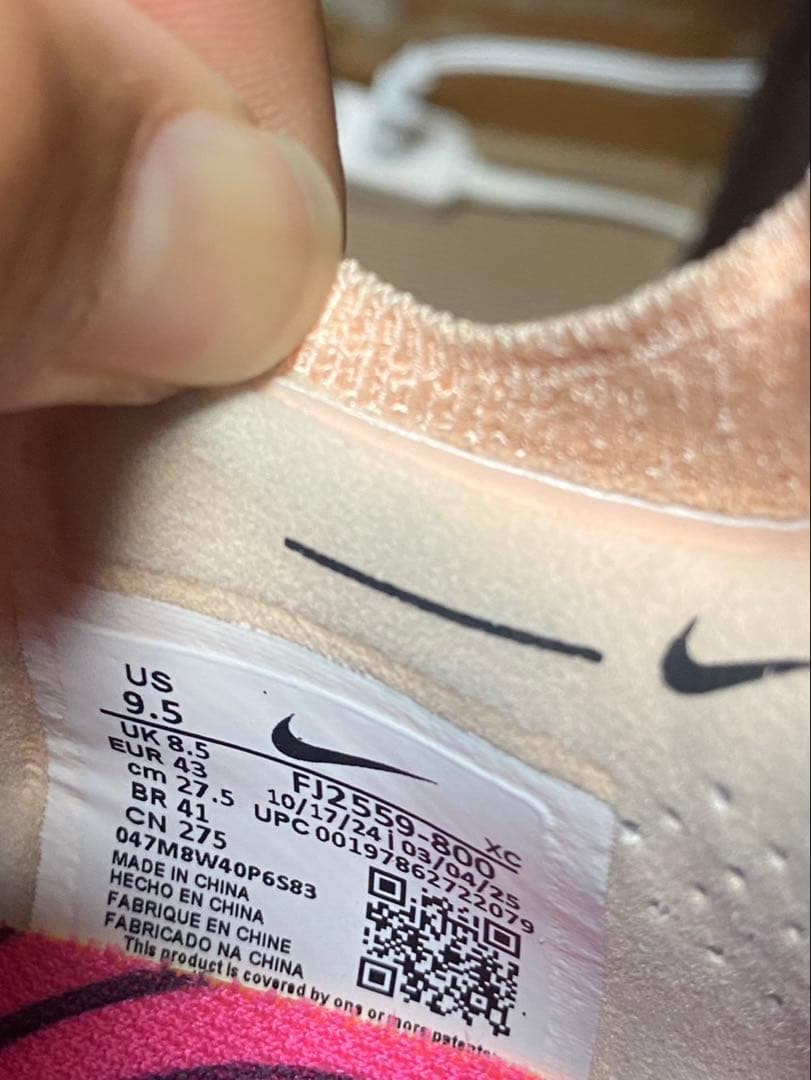 US
9.5
UK 8.5
EUR 43
cm 27.5
BR 41
CN 275
XC
FJ2559-800
10/17/24 | 03/04/25
UPC 00197862722079
047M8W40P6S83
MADE IN CHINA
HECHO EN CHINA
FABRIQUE EN CHINE
FABRICADO NA CHINA
This product is covered by one or more patents